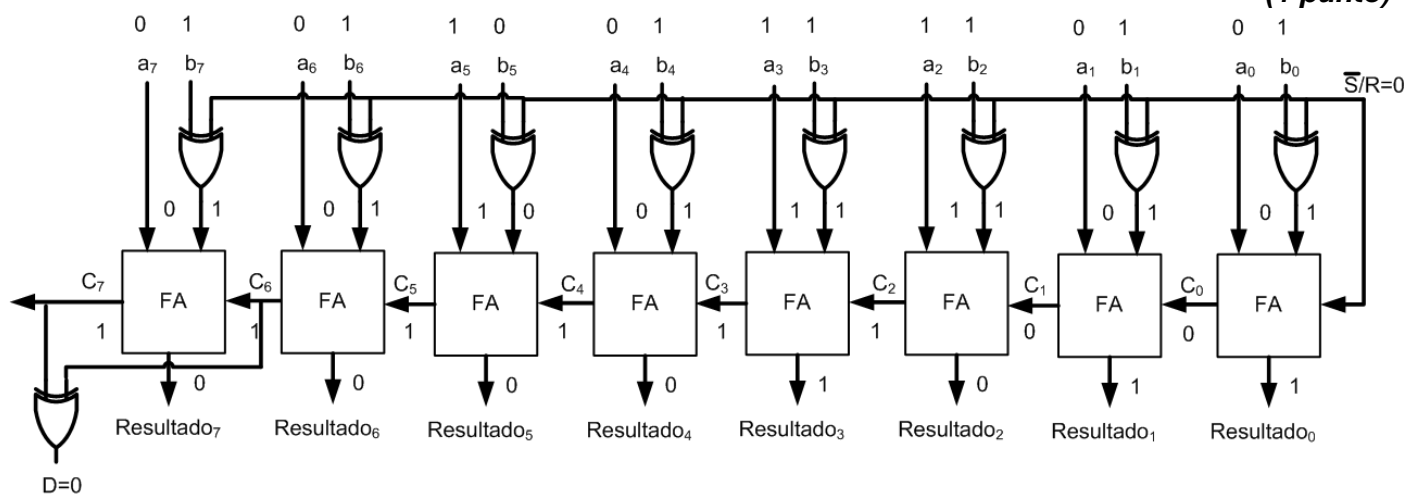 (1 punto)
0 1 0 1 1 0 0 1 1 1 1 1 0 1 0 1
a₇ b₇ a₆ b₆ a₅ b₅ a₄ b₄ a₃ b₃ a₂ b₂ a₁ b₁ a₀ b₀ S̅/R=0
0 1 0 1 1 0 0 1 1 1 1 1 0 1 0 1
C₇ FA C₆ FA C₅ FA C₄ FA C₃ FA C₂ FA C₁ FA C₀ FA
1 1 1 1 1 1 0 0
0 0 0 0 1 0 1 1
Resultado₇ Resultado₆ Resultado₅ Resultado₄ Resultado₃ Resultado₂ Resultado₁ Resultado₀
D=0